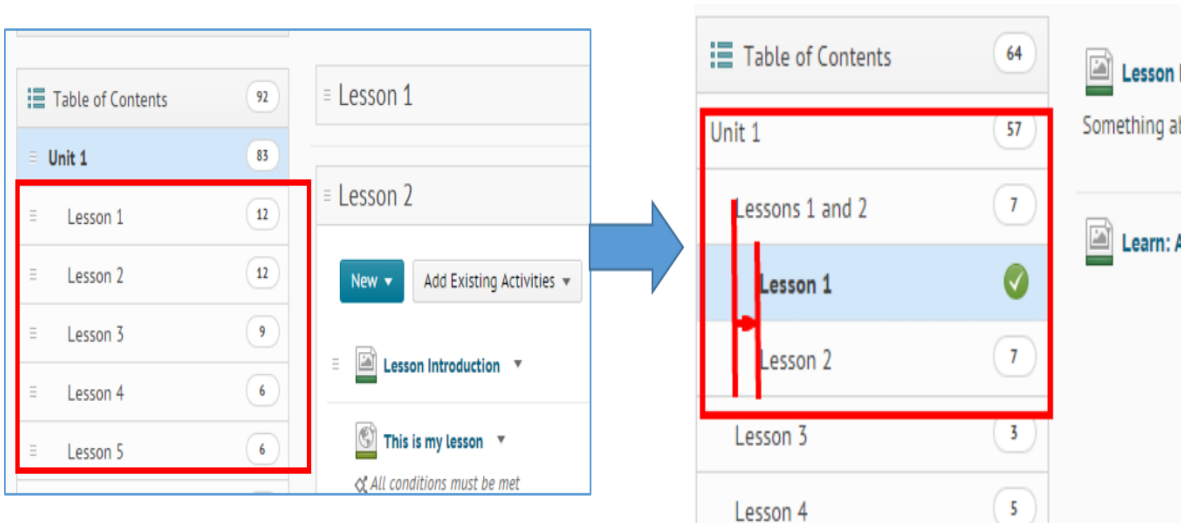 Table of Contents 92
Unit 1 83
Lesson 1 12
Lesson 2 12
Lesson 3 9
Lesson 4 6
Lesson 5 6
Lesson 1
Lesson 2
New Add Existing Activities
Lesson Introduction
This is my lesson
All conditions must be met
Table of Contents 64
Unit 1 57
Lessons 1 and 2 7
Lesson 1
Lesson 2 7
Lesson 3 3
Lesson 4 5
Lesson
Something
Learn: